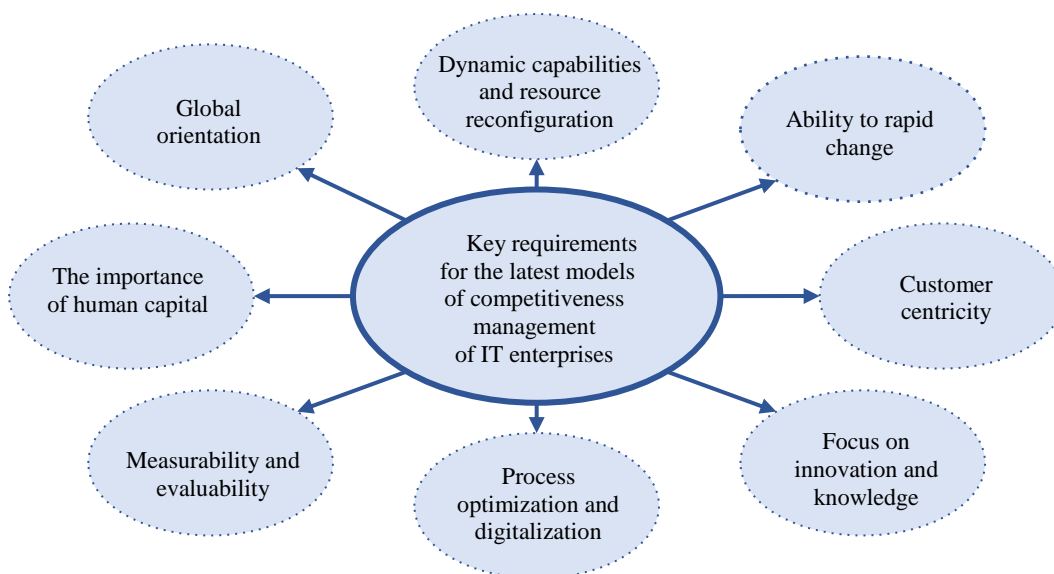 Dynamic capabilities
and resource
reconfiguration
Global
orientation
Ability to rapid
change
Key requirements
for the latest models
of competitiveness
management
of IT enterprises
The importance
of human capital
Customer
centricity
Measurability and
evaluability
Process
optimization and
digitalization
Focus on
innovation and
knowledge